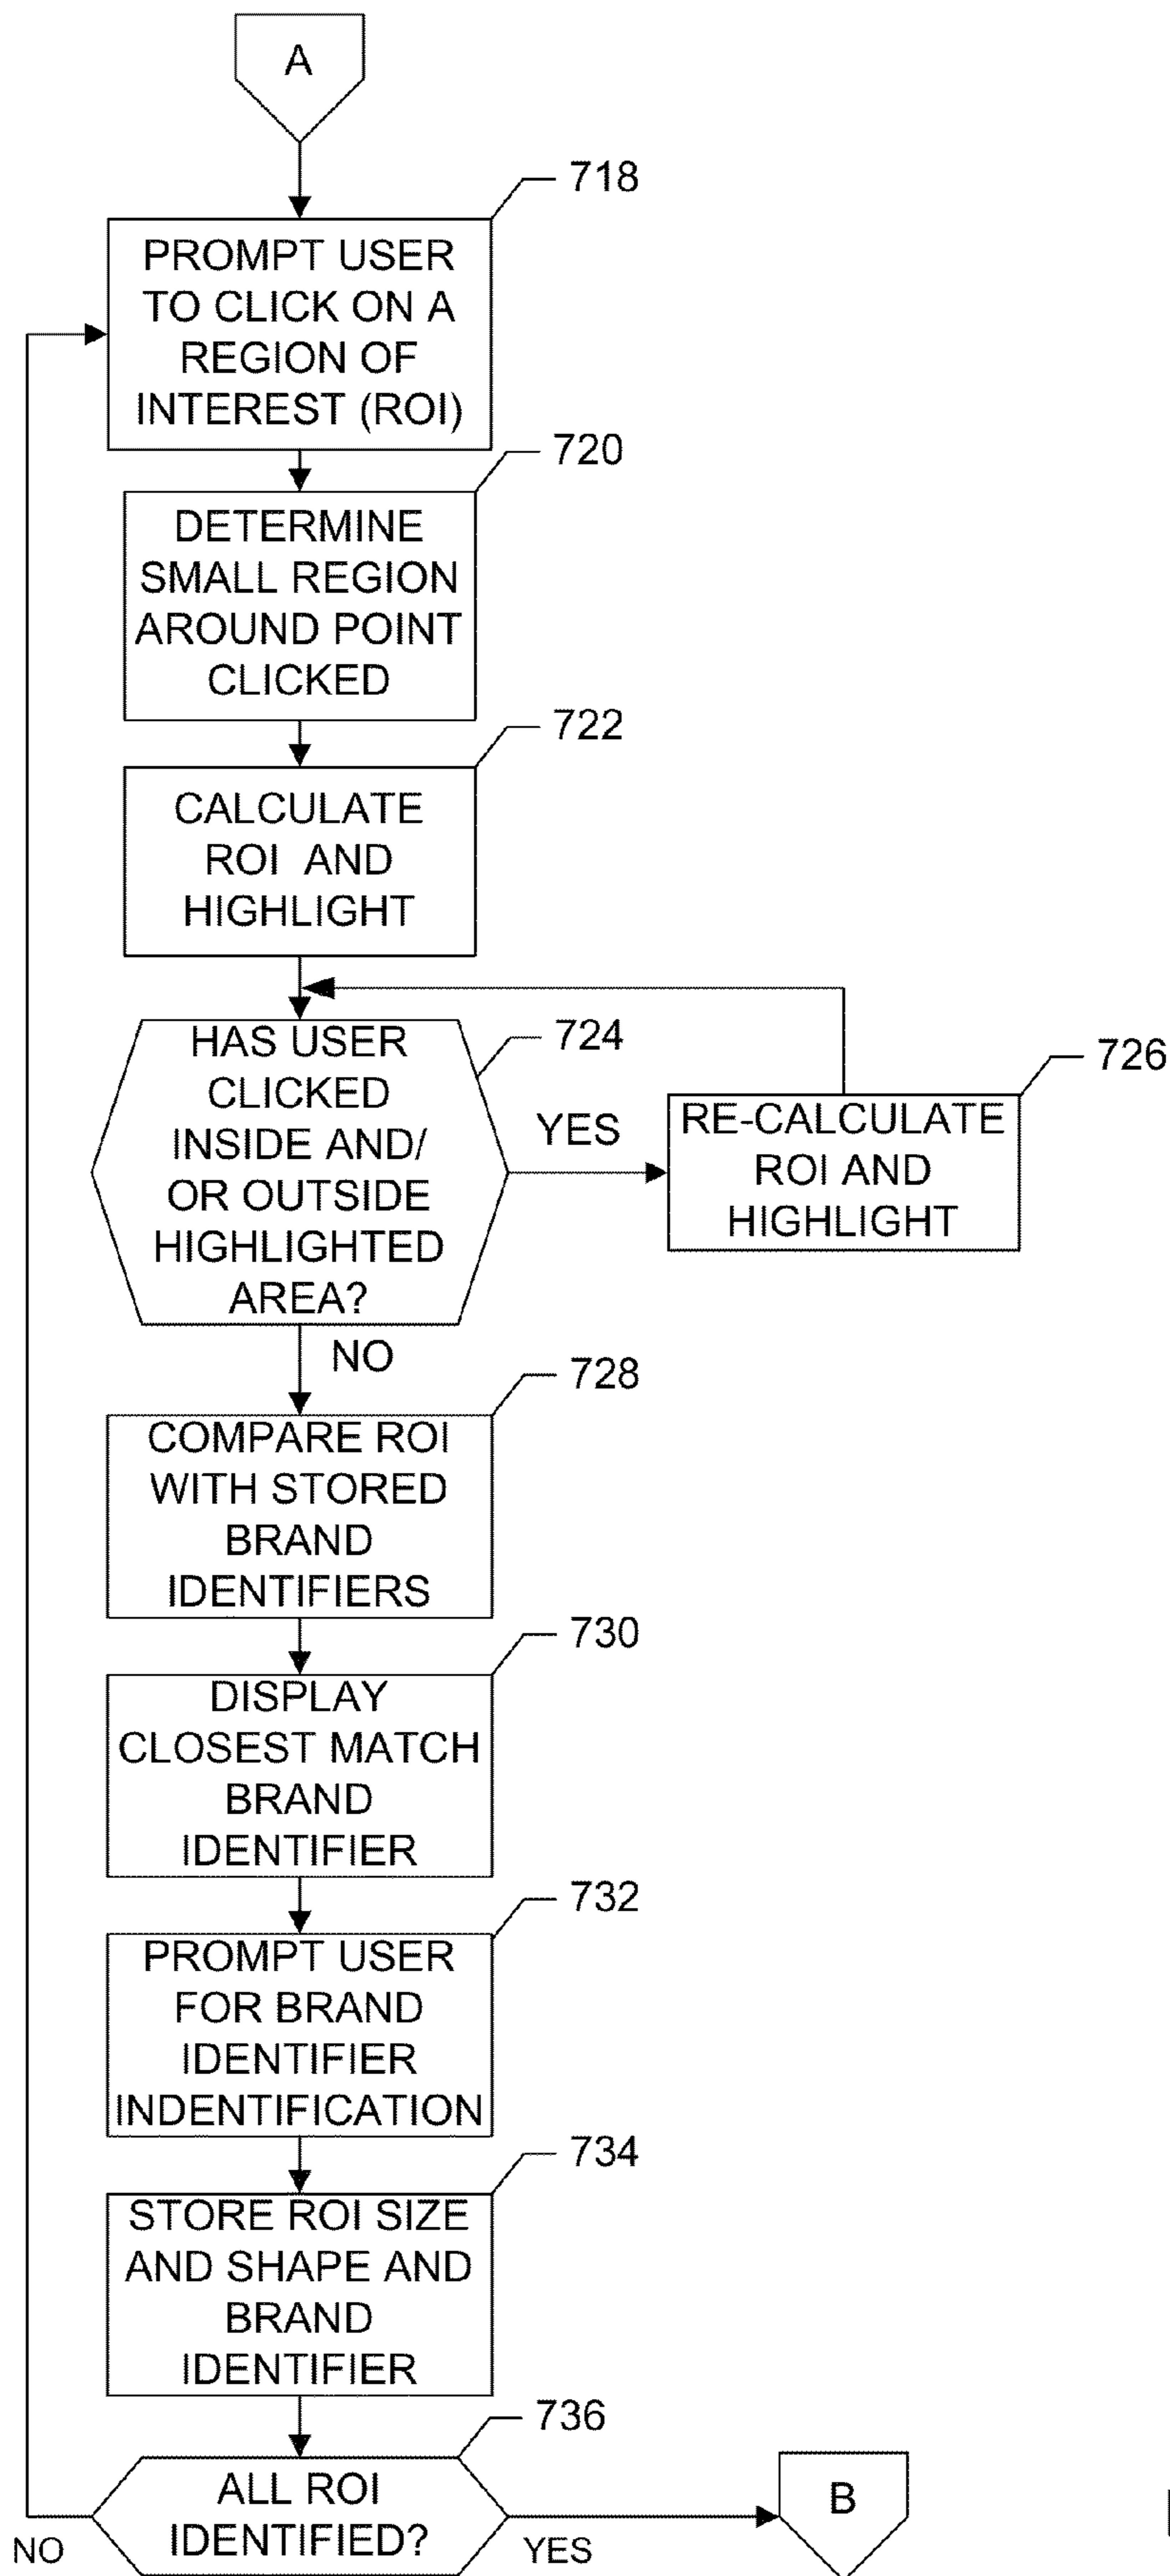 A
718
PROMPT USER
TO CLICK ON A
REGION OF
INTEREST (ROI)
720
DETERMINE
SMALL REGION
AROUND POINT
CLICKED
722
CALCULATE
ROI AND
HIGHLIGHT
724
HAS USER
CLICKED
INSIDE AND/
OR OUTSIDE
HIGHLIGHTED
AREA?
YES
726
RE-CALCULATE
ROI AND
HIGHLIGHT
NO
728
COMPARE ROI
WITH STORED
BRAND
IDENTIFIERS
730
DISPLAY
CLOSEST MATCH
BRAND
IDENTIFIER
732
PROMPT USER
FOR BRAND
IDENTIFIER
INDENTIFICATION
734
STORE ROI SIZE
AND SHAPE AND
BRAND
IDENTIFIER
736
ALL ROI
IDENTIFIED?
NO
YES
B